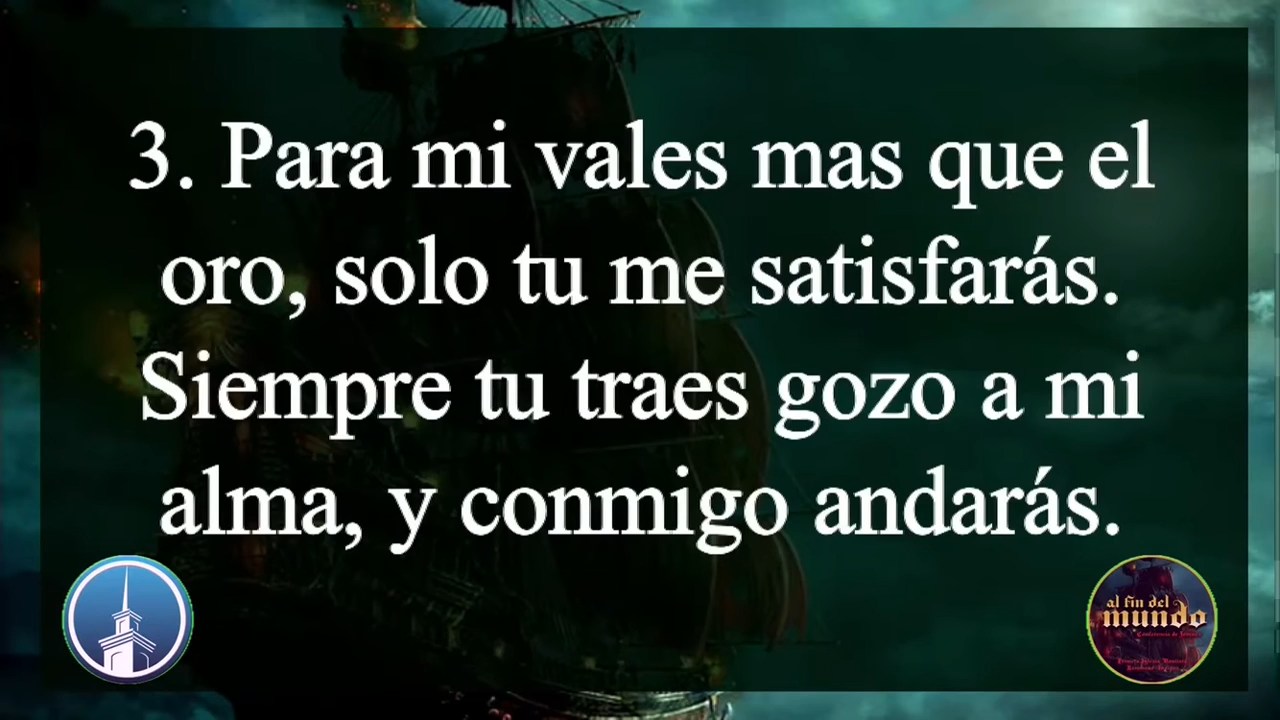 3. Para mi vales mas que el
oro, solo tu me satisfarás.
Siempre tu traes gozo a mi
alma, y conmigo andarás.
al fin del
mundo